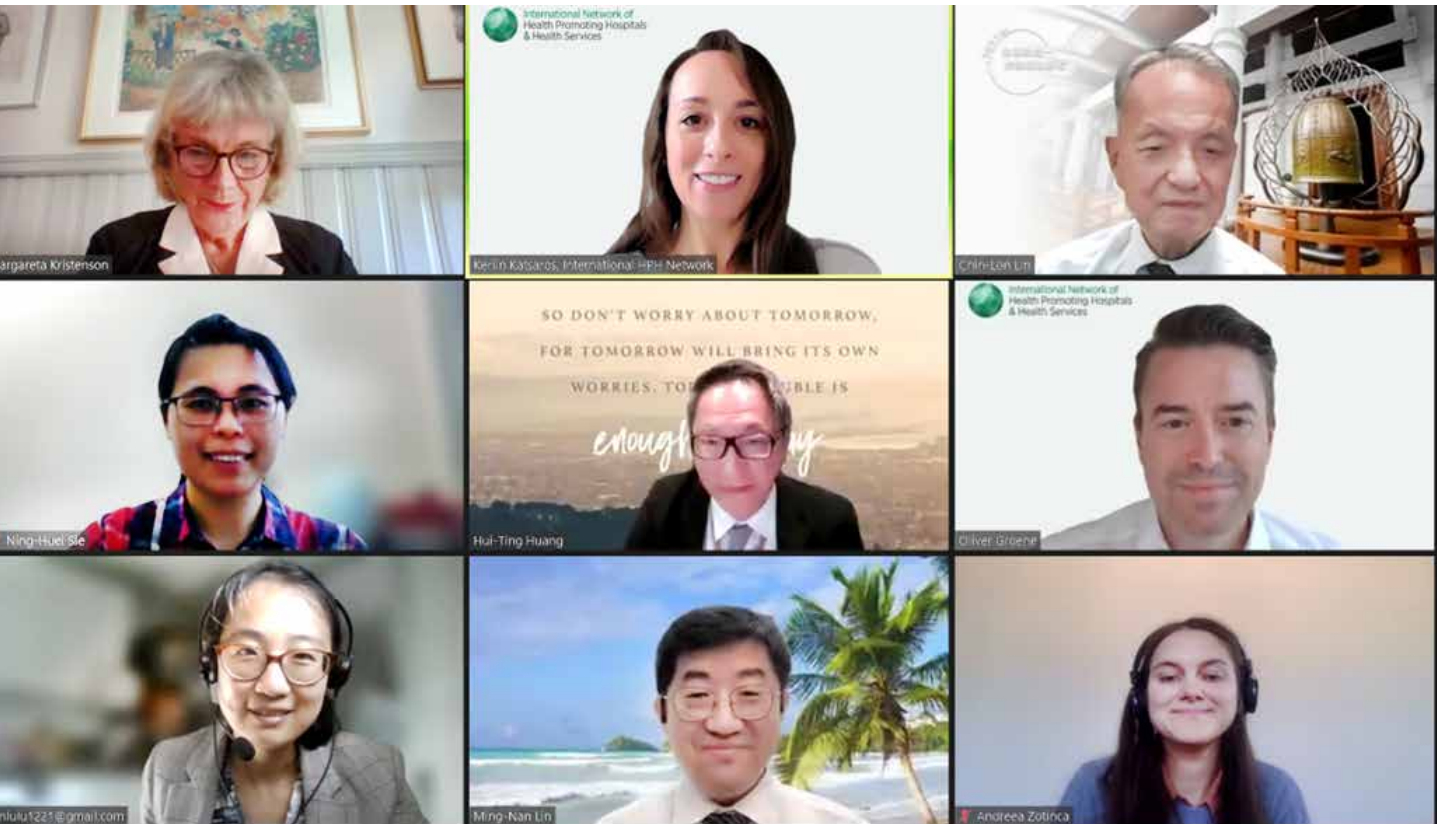 International Network of
Health Promoting Hospitals
& Health Services
argareta Kristenson
Kerlin Katsaros, International HPH Network
Chin-Lon Lin
SO DON'T WORRY ABOUT TOMORROW,
FOR TOMORROW WILL BRING ITS OWN
WORRIES.
enough
International Network of
Health Promoting Hospitals
& Health Services
Ning-Huei Sie
Hui-Ting Huang
Oliver Groene
nlulu1221@gmail.com
Ming-Nan Lin
Andreea Zotinca